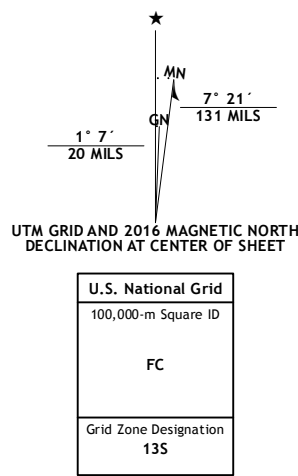 ★
MN
GN
7° 21´
131 MILS
1° 7´
20 MILS
UTM GRID AND 2016 MAGNETIC NORTH
DECLINATION AT CENTER OF SHEET
U.S. National Grid
100,000-m Square ID
FC
Grid Zone Designation
13S